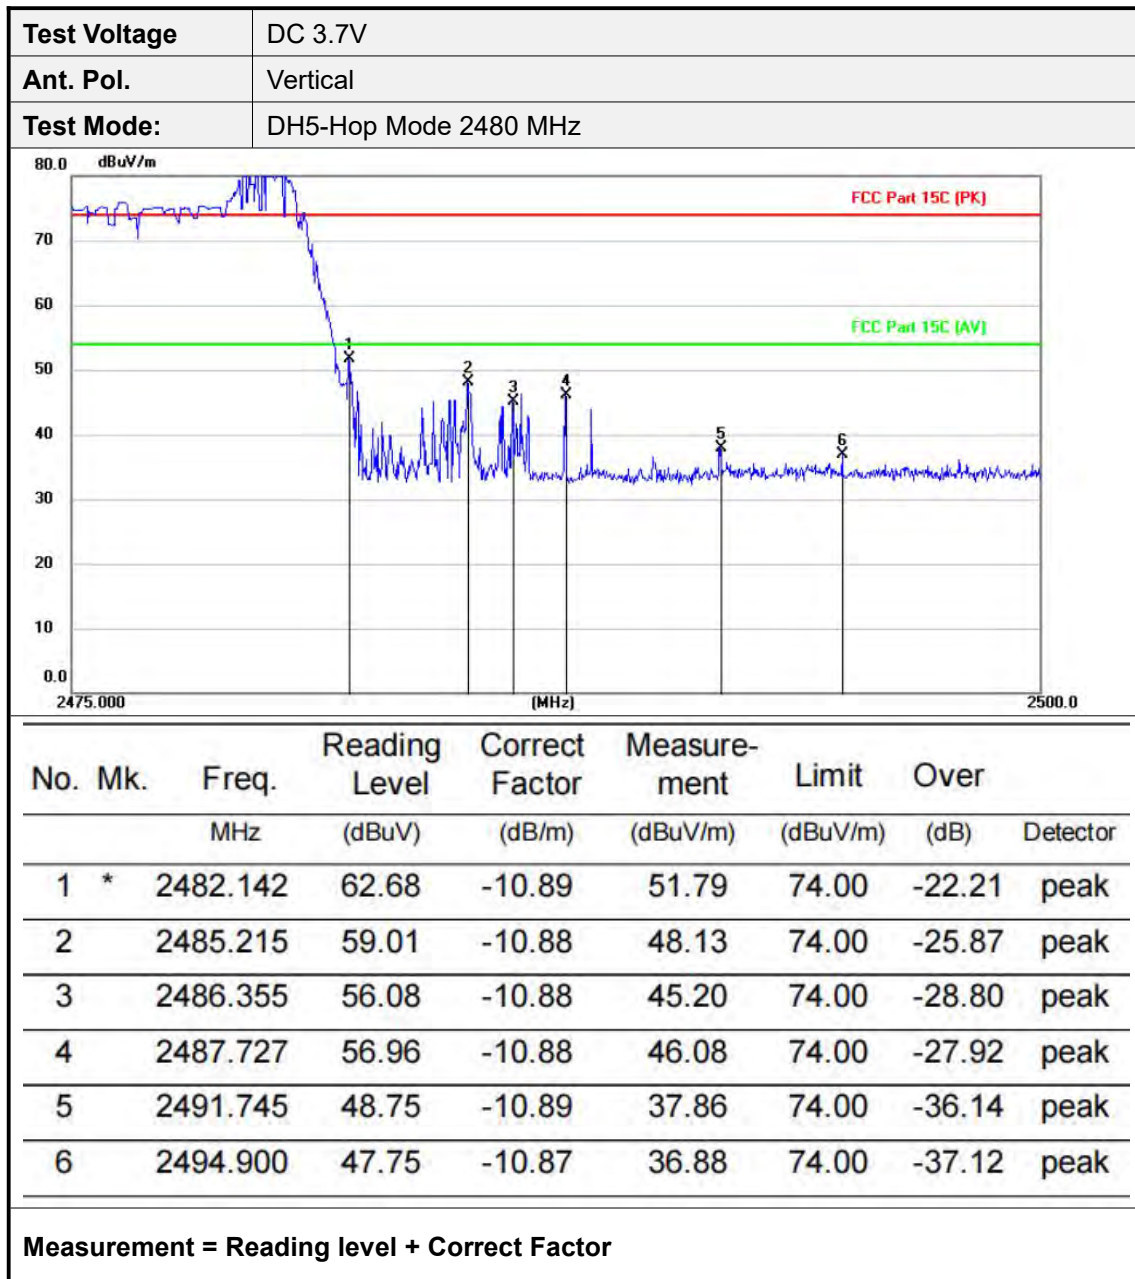 Test Voltage DC 3.7V
Ant. Pol. Vertical
Test Mode: DH5-Hop Mode 2480 MHz
80.0 dBuV/m
FCC Part 15C (PK)
70
60
FCC Part 15C (AV)
1
50
2
3
4
40
5
6
30
20
10
0.0
2475.000 (MHz) 2500.0
No. Mk. Freq. Reading Level Correct Factor Measure-ment Limit Over
MHz (dBuV) (dB/m) (dBuV/m) (dBuV/m) (dB) Detector
1 * 2482.142 62.68 -10.89 51.79 74.00 -22.21 peak
2 2485.215 59.01 -10.88 48.13 74.00 -25.87 peak
3 2486.355 56.08 -10.88 45.20 74.00 -28.80 peak
4 2487.727 56.96 -10.88 46.08 74.00 -27.92 peak
5 2491.745 48.75 -10.89 37.86 74.00 -36.14 peak
6 2494.900 47.75 -10.87 36.88 74.00 -37.12 peak
Measurement = Reading level + Correct Factor